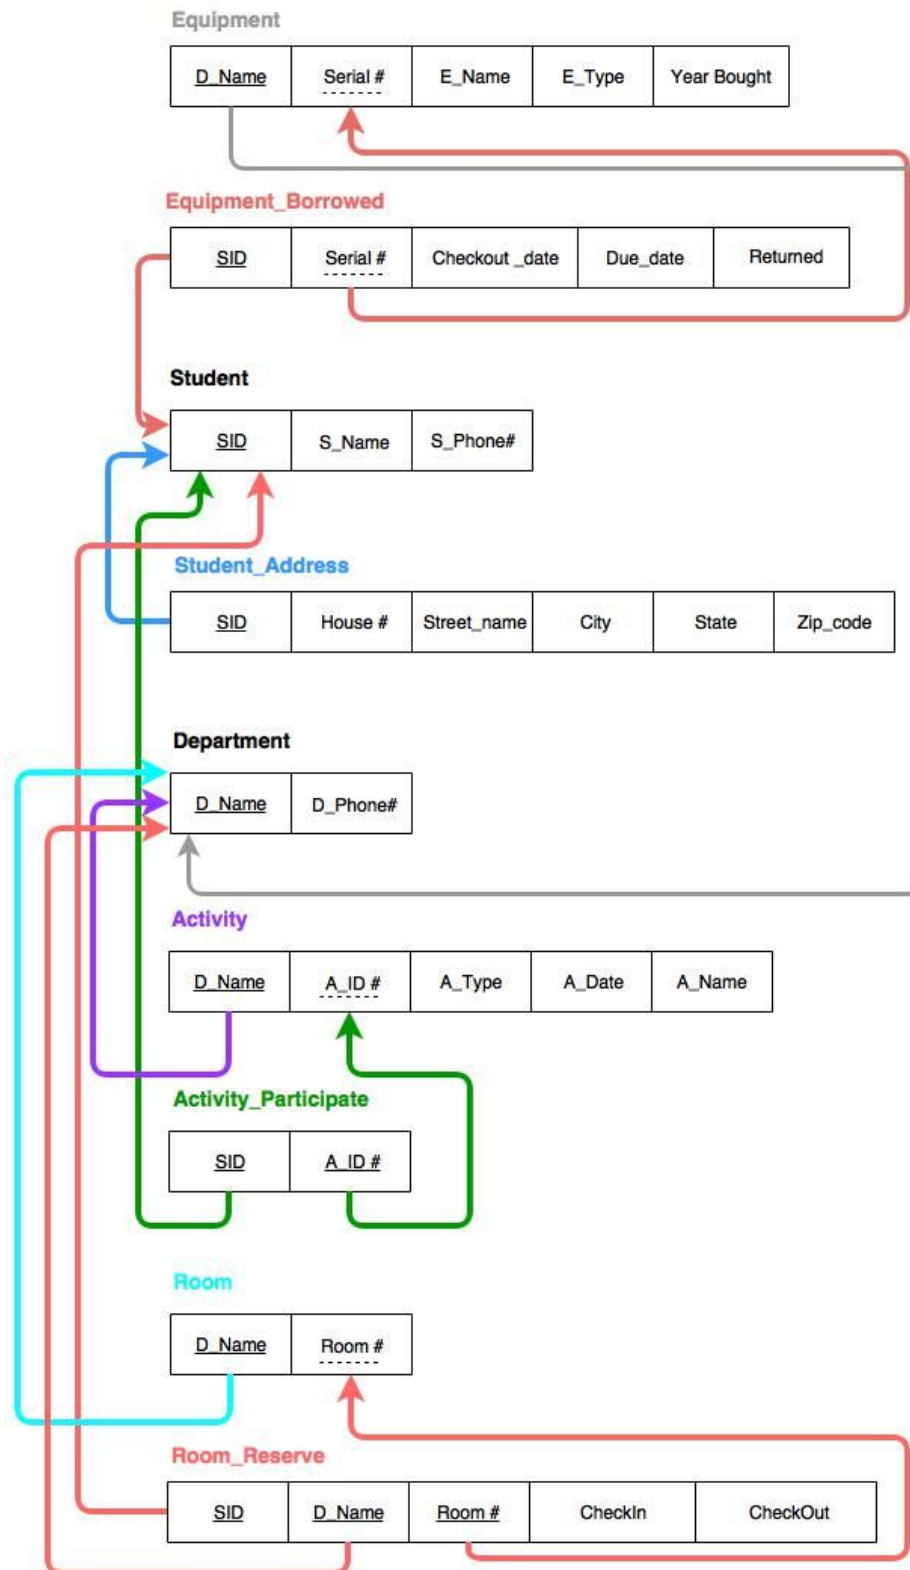 Equipment
D_Name Serial # E_Name E_Type Year Bought
Equipment_Borrowed
SID Serial # Checkout _date Due_date Returned
Student
SID S_Name S_Phone#
Student_Address
SID House # Street_name City State Zip_code
Department
D_Name D_Phone#
Activity
D_Name A_ID # A_Type A_Date A_Name
Activity_Participate
SID A_ID #
Room
D_Name Room #
Room_Reserve
SID D_Name Room # CheckIn CheckOut